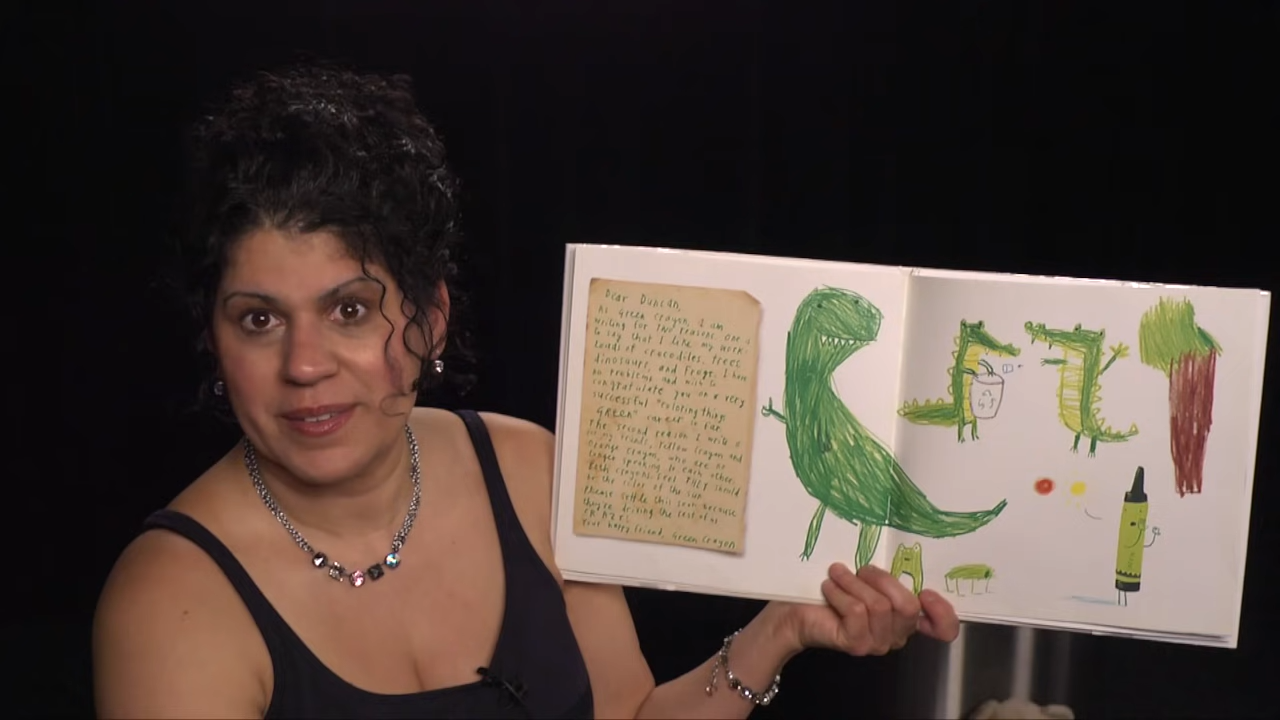 Dear Duncan,
As Green Crayon, I am
writing for TWO reasons. One is
to say that I like my work.
Loads of crocodiles, trees
dinosaurs, and frogs. I have
no problems and wish to
congratulate you on a very
successful "coloring things
GREEN" career so far
The second reason I write is
for my friends, Yellow Crayon and
Orange Crayon, who are no
longer speaking to each other.
Both crayons feel THEY should
be the color of the sun
Please settle this soon because
they're driving the rest of us
CRAZY!
Your happy friend, Green Crayon